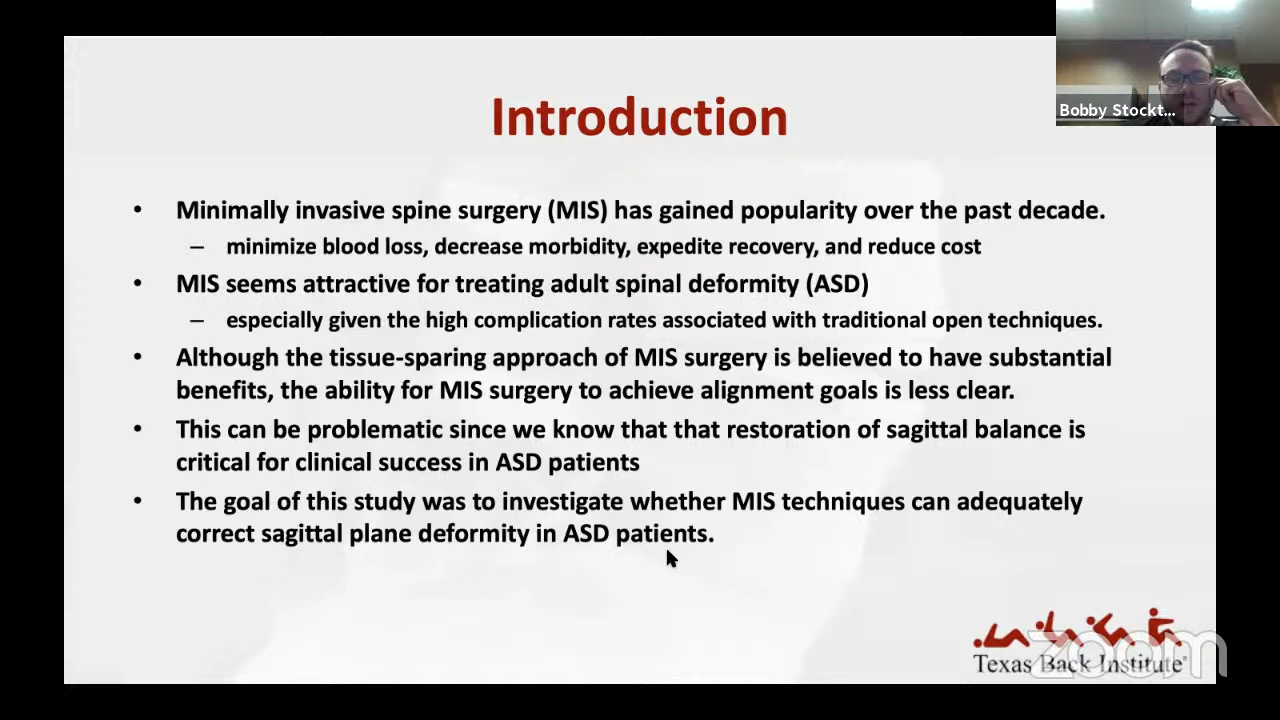 Introduction
Bobby Stockt...
• Minimally invasive spine surgery (MIS) has gained popularity over the past decade.
– minimize blood loss, decrease morbidity, expedite recovery, and reduce cost
• MIS seems attractive for treating adult spinal deformity (ASD)
– especially given the high complication rates associated with traditional open techniques.
• Although the tissue-sparing approach of MIS surgery is believed to have substantial
benefits, the ability for MIS surgery to achieve alignment goals is less clear.
• This can be problematic since we know that that restoration of sagittal balance is
critical for clinical success in ASD patients
• The goal of this study was to investigate whether MIS techniques can adequately
correct sagittal plane deformity in ASD patients.
zoom
Texas Back Institute®